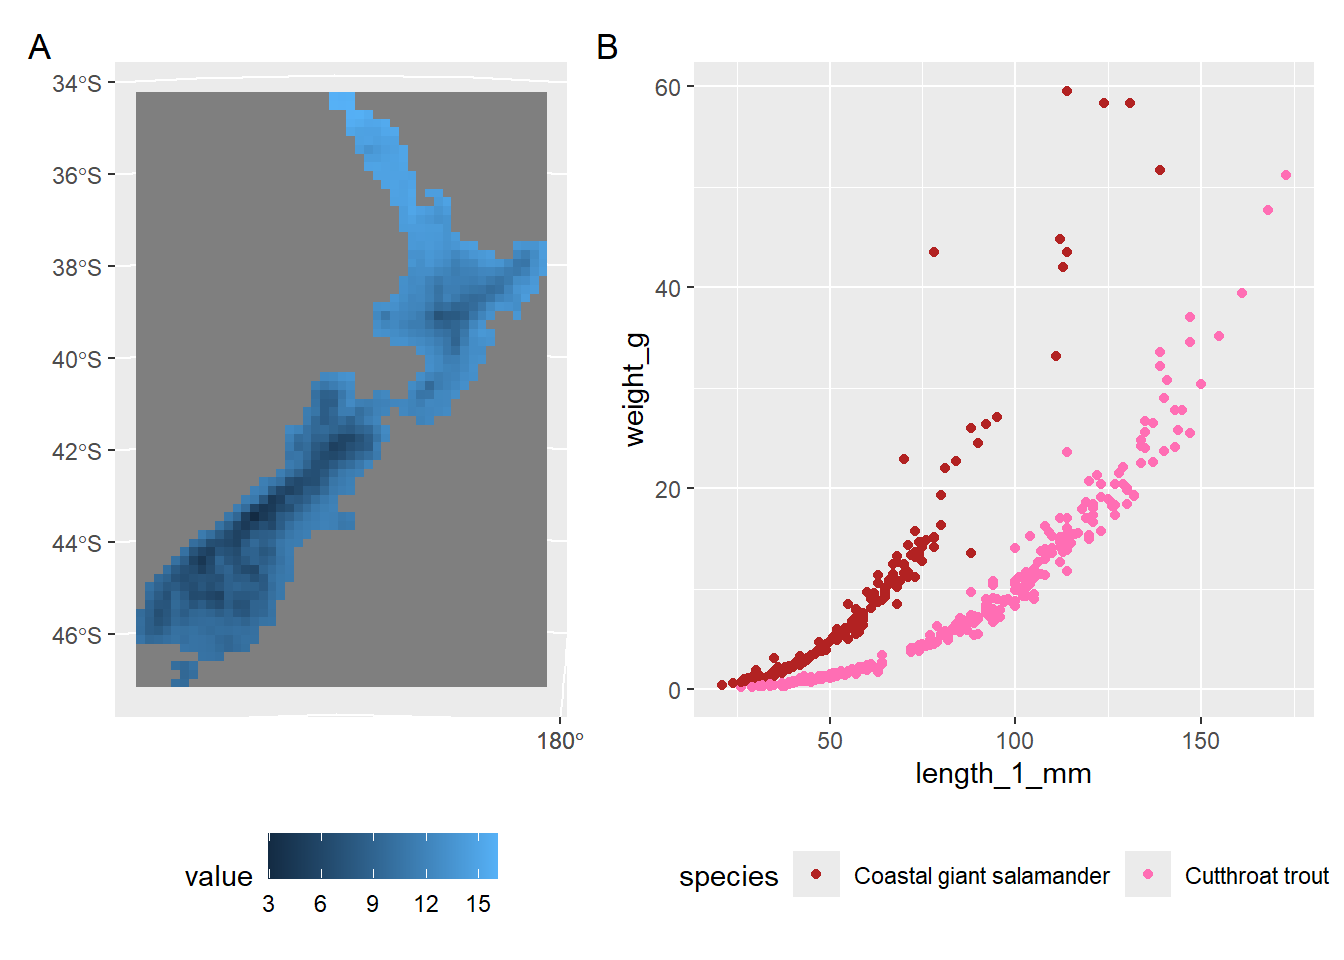 A
34°S
36°S
38°S
40°S
42°S
44°S
46°S
180°
value
3 6 9 12 15
B
weight_g
60
40
20
0
50 100 150
length_1_mm
species Coastal giant salamander Cutthroat trout